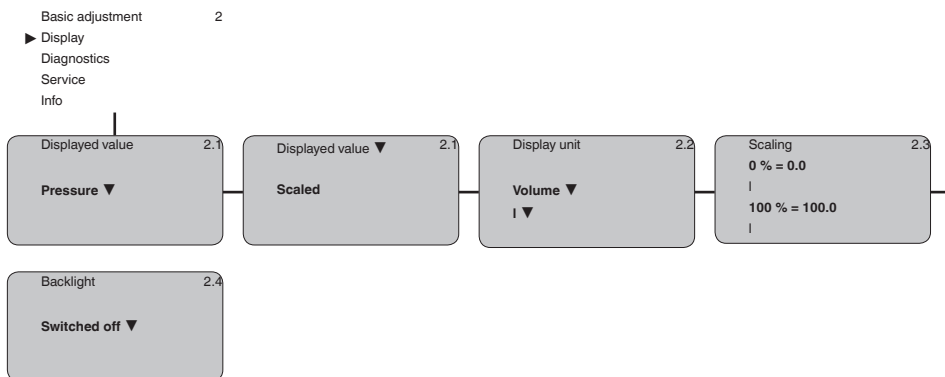 Basic adjustment 2
▶ Display
Diagnostics
Service
Info
Displayed value 2.1
Pressure ▼
Displayed value ▼ 2.1
Scaled
Display unit 2.2
Volume ▼
l ▼
Scaling 2.3
0 % = 0.0
l
100 % = 100.0
l
Backlight 2.4
Switched off ▼